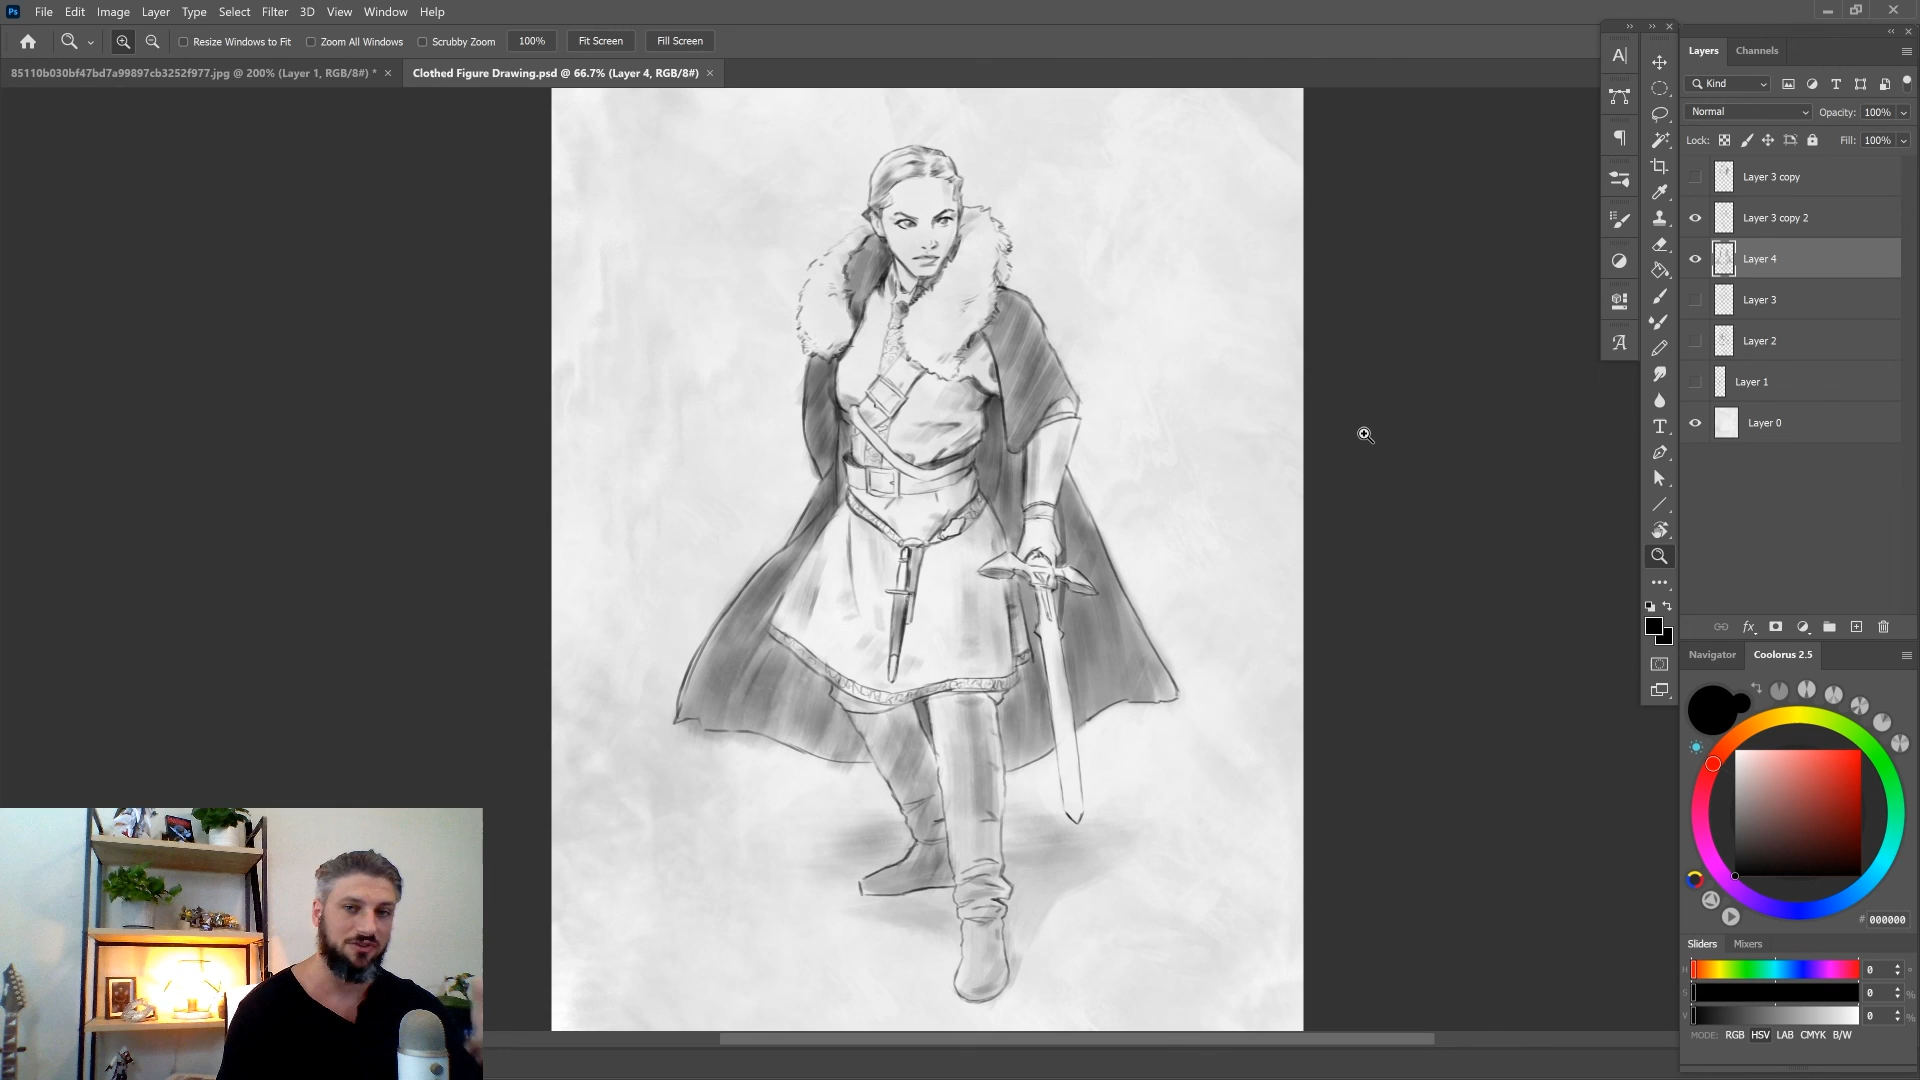 Ps File Edit Image Layer Type Select Filter 3D View Window Help
Resize Windows to Fit Zoom All Windows Scrubby Zoom 100% Fit Screen Fill Screen
85110b030bf47bd7a99897cb3252f977.jpg @ 200% (Layer 1, RGB/8#) *
Clothed Figure Drawing.psd @ 66.7% (Layer 4, RGB/8#)
Layers Channels
Kind
Normal Opacity: 100%
Lock: Fill: 100%
Layer 3 copy
Layer 3 copy 2
Layer 4
Layer 3
Layer 2
Layer 1
Layer 0
fx
Navigator Coolorus 2.5
# 000000
Sliders Mixers
H 0 °
S 0 %
V 0 %
MODE: RGB HSV LAB CMYK B/W